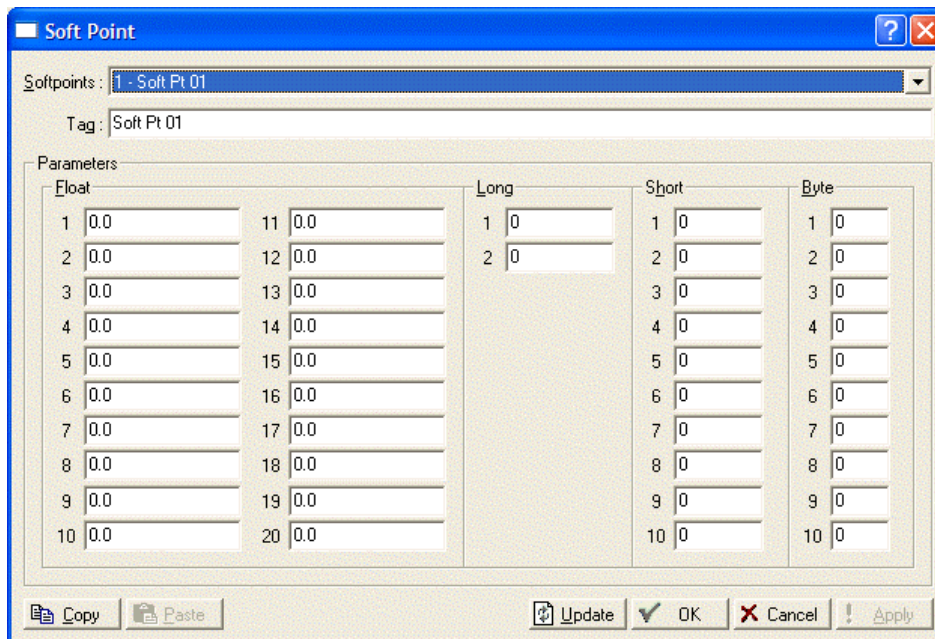 Soft Point
Softpoints : 1 - Soft Pt 01
Tag : Soft Pt 01
Parameters
Float Long Short Byte
1 0.0 11 0.0 1 0 1 0 1 0
2 0.0 12 0.0 2 0 2 0 2 0
3 0.0 13 0.0 3 0 3 0
4 0.0 14 0.0 4 0 4 0
5 0.0 15 0.0 5 0 5 0
6 0.0 16 0.0 6 0 6 0
7 0.0 17 0.0 7 0 7 0
8 0.0 18 0.0 8 0 8 0
9 0.0 19 0.0 9 0 9 0
10 0.0 20 0.0 10 0 10 0
Copy Paste Update OK Cancel Apply